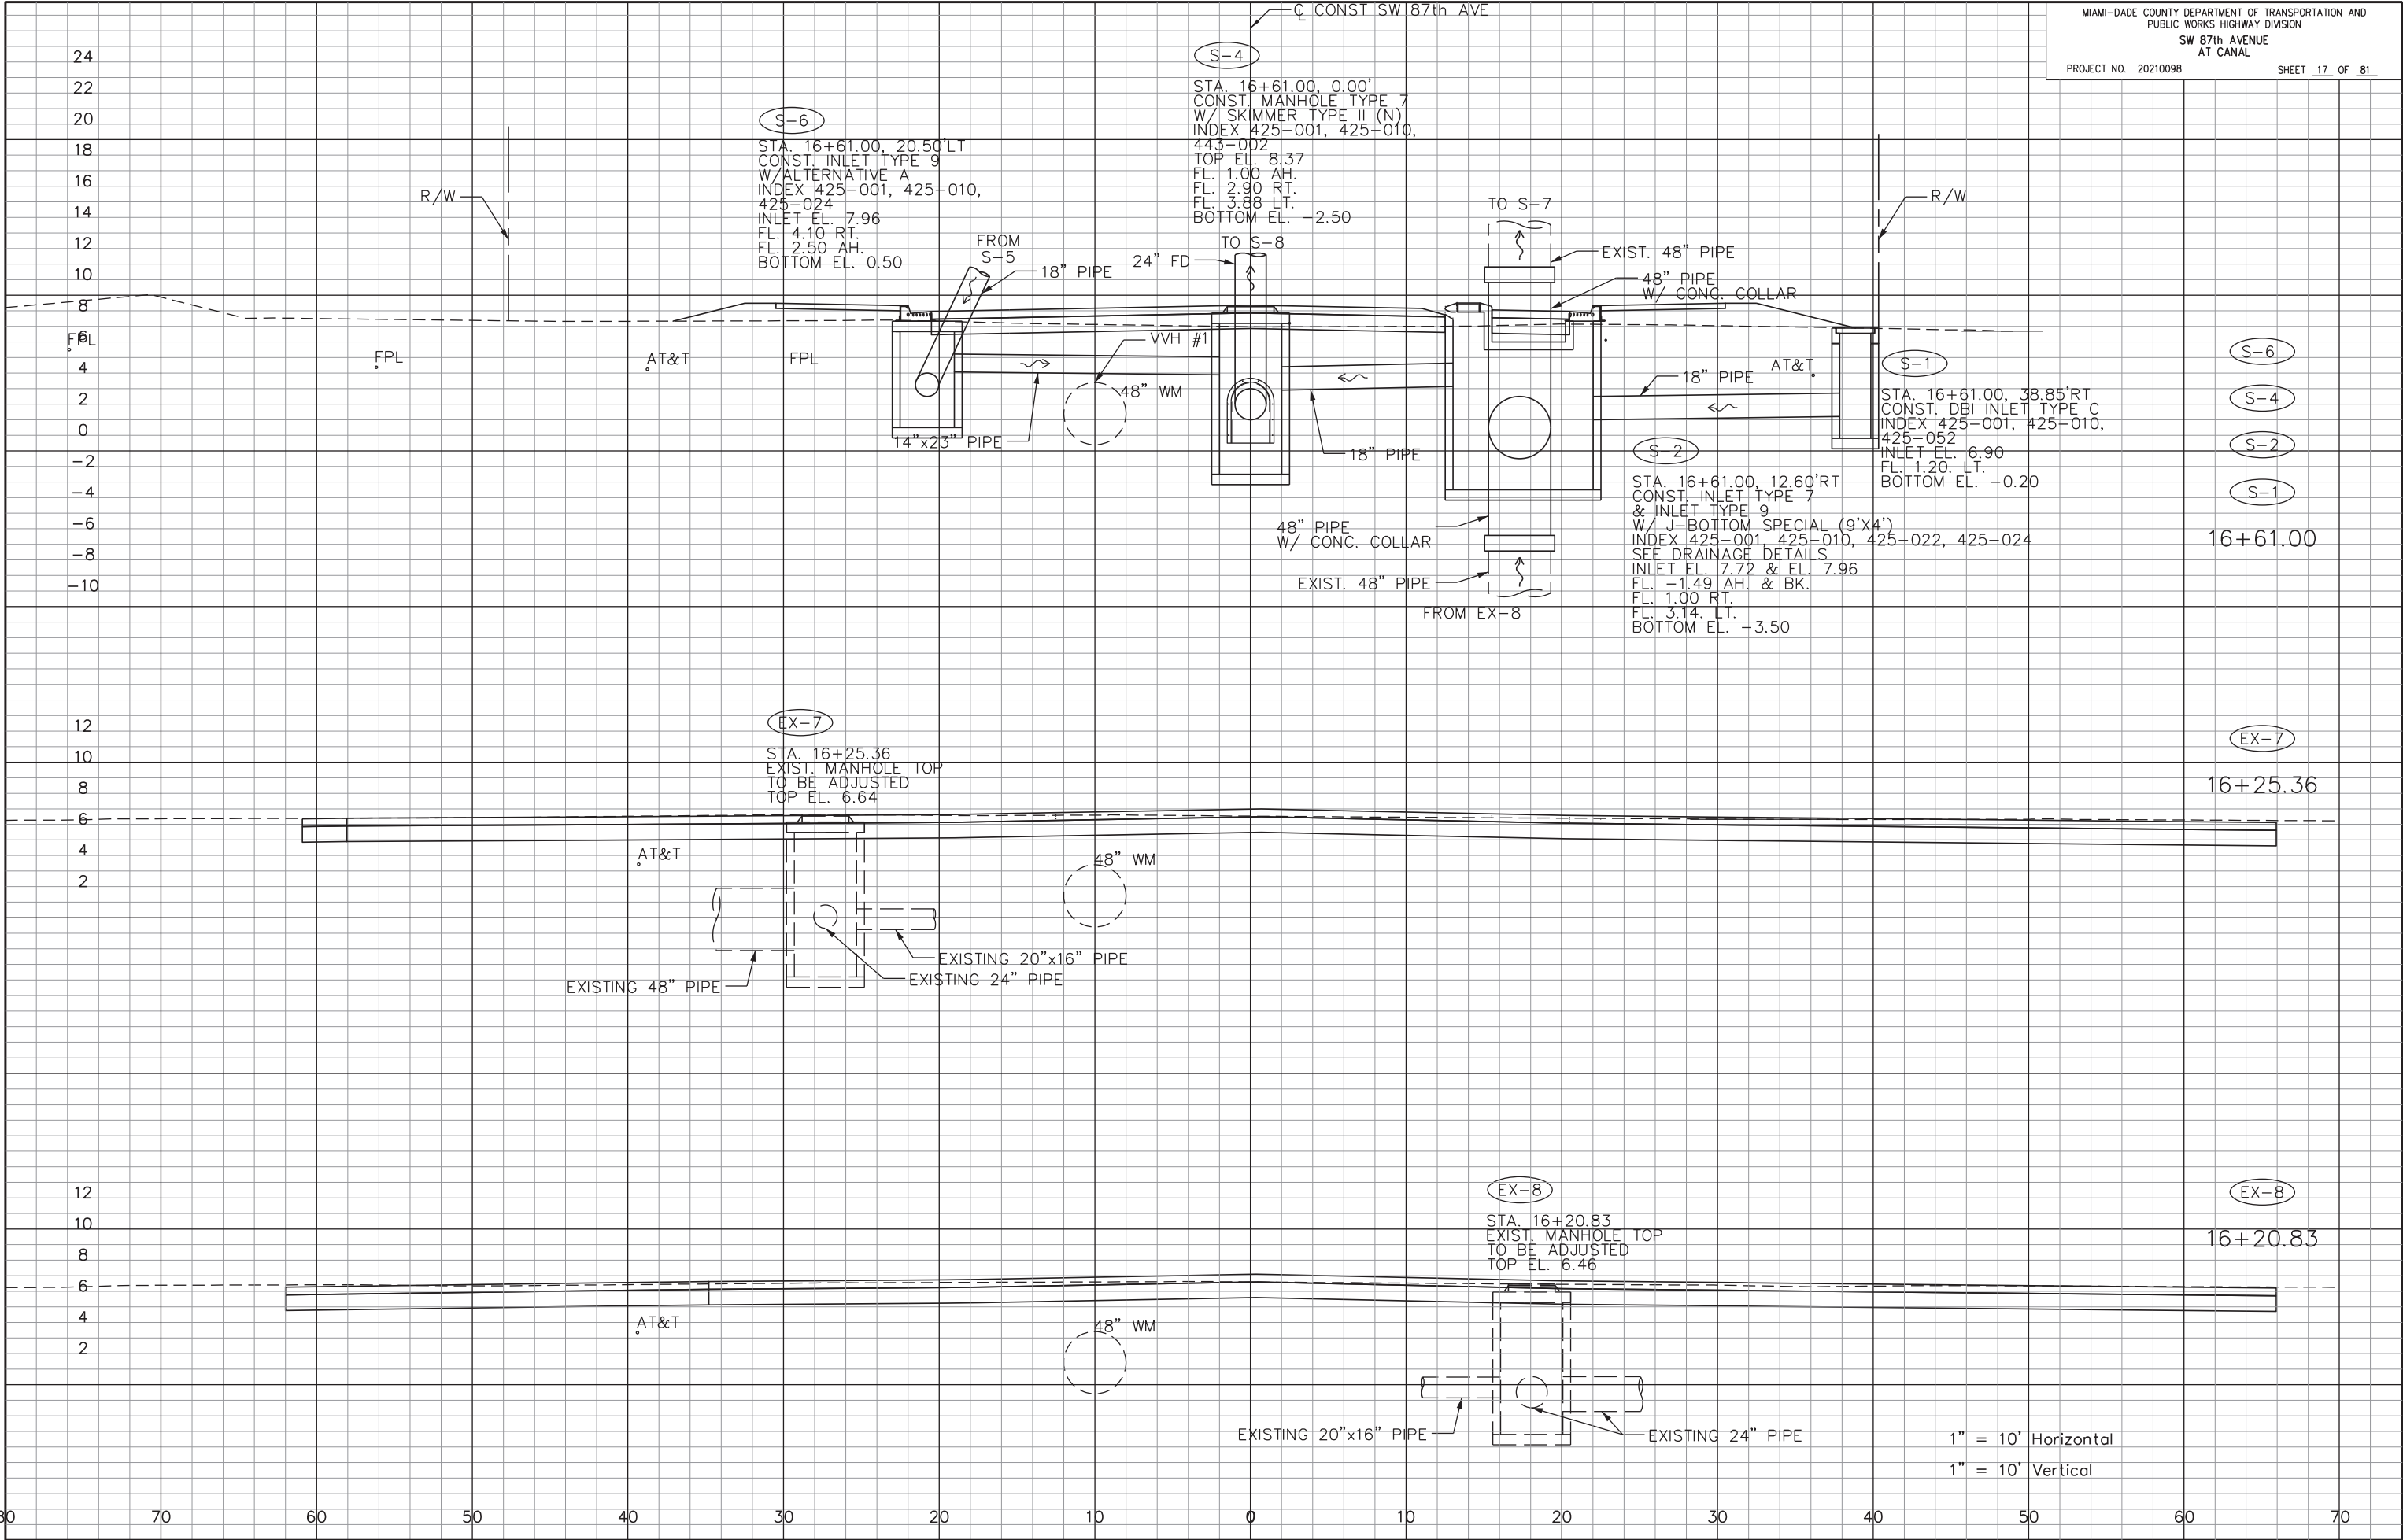 MIAMI-DADE COUNTY DEPARTMENT OF TRANSPORTATION AND
PUBLIC WORKS HIGHWAY DIVISION
SW 87th AVENUE
AT CANAL
PROJECT NO. 20210098
SHEET 17 OF 81
℄ CONST SW 87th AVE
24
22
20
18
16
14
12
10
8
6
4
2
0
-2
-4
-6
-8
-10
R/W
S-6
STA. 16+61.00, 20.50'LT
CONST. INLET TYPE 9
W/ALTERNATIVE A
INDEX 425-001, 425-010,
425-024
INLET EL. 7.96
FL. 4.10 RT.
FL. 2.50 AH.
BOTTOM EL. 0.50
FROM
S-5
18" PIPE
S-4
STA. 16+61.00, 0.00'
CONST. MANHOLE TYPE 7
W/ SKIMMER TYPE II (N)
INDEX 425-001, 425-010,
443-002
TOP EL. 8.37
FL. 1.00 AH.
FL. 2.90 RT.
FL. 3.88 LT.
BOTTOM EL. -2.50
TO S-8
24" FD
TO S-7
EXIST. 48" PIPE
48" PIPE
W/ CONC. COLLAR
R/W
FPL
FPL
AT&T
FPL
VVH #1
48" WM
14"x23" PIPE
18" PIPE
18" PIPE
AT&T
S-1
STA. 16+61.00, 38.85'RT
CONST. DBI INLET TYPE C
INDEX 425-001, 425-010,
425-052
INLET EL. 6.90
FL. 1.20. LT.
BOTTOM EL. -0.20
S-2
STA. 16+61.00, 12.60'RT
CONST. INLET TYPE 7
& INLET TYPE 9
W/ J-BOTTOM SPECIAL (9'X4')
INDEX 425-001, 425-010, 425-022, 425-024
SEE DRAINAGE DETAILS
INLET EL. 7.72 & EL. 7.96
FL. -1.49 AH. & BK.
FL. 1.00 RT.
FL. 3.14. LT.
BOTTOM EL. -3.50
48" PIPE
W/ CONC. COLLAR
EXIST. 48" PIPE
FROM EX-8
S-6
S-4
S-2
S-1
16+61.00
12
10
8
6
4
2
EX-7
STA. 16+25.36
EXIST. MANHOLE TOP
TO BE ADJUSTED
TOP EL. 6.64
AT&T
48" WM
EXISTING 20"x16" PIPE
EXISTING 24" PIPE
EXISTING 48" PIPE
EX-7
16+25.36
12
10
8
6
4
2
EX-8
STA. 16+20.83
EXIST. MANHOLE TOP
TO BE ADJUSTED
TOP EL. 6.46
AT&T
48" WM
EXISTING 20"x16" PIPE
EXISTING 24" PIPE
EX-8
16+20.83
1" = 10' Horizontal
1" = 10' Vertical
80 70 60 50 40 30 20 10 0 10 20 30 40 50 60 70